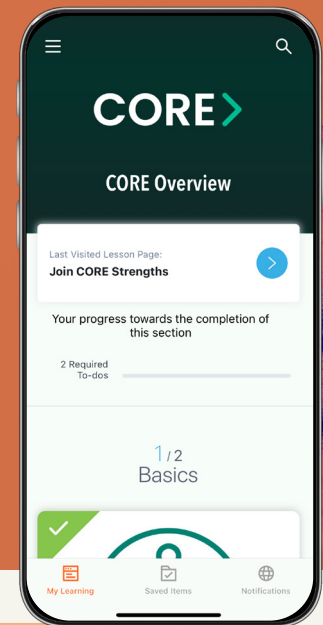 CORE
CORE Overview
Last Visited Lesson Page:
Join CORE Strengths
Your progress towards the completion of
this section
2 Required
To-dos
1 / 2
Basics
My Learning
Saved Items
Notifications